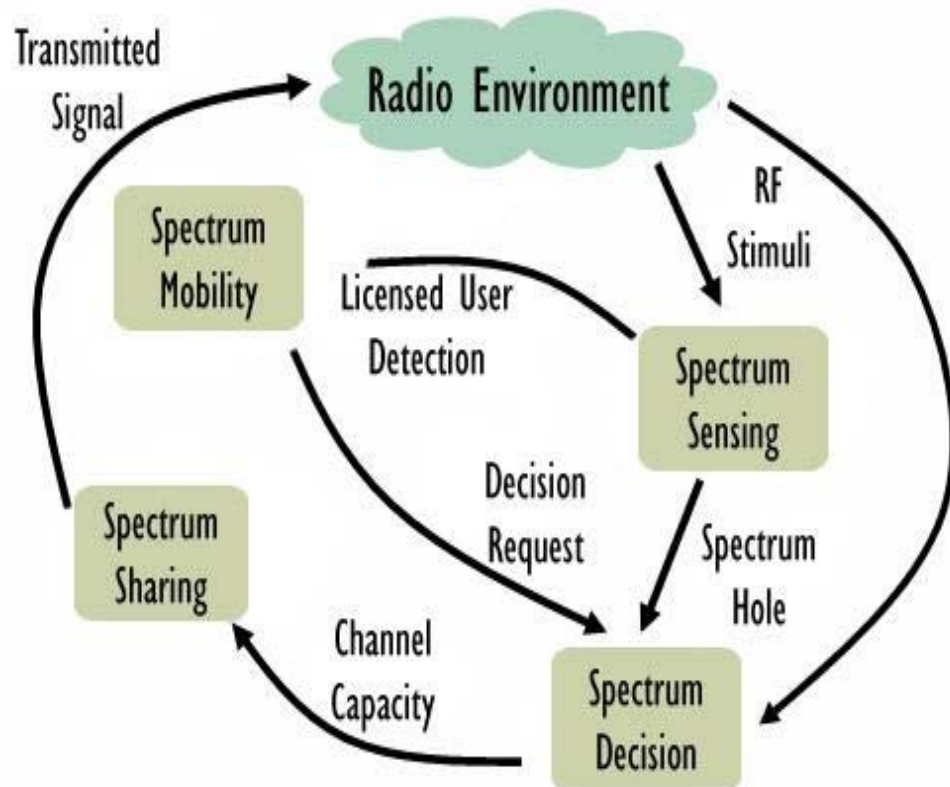 Transmitted
Signal
Radio Environment
RF
Stimuli
Spectrum
Mobility
Licensed User
Detection
Spectrum
Sensing
Decision
Request
Spectrum
Sharing
Spectrum
Hole
Channel
Capacity
Spectrum
Decision